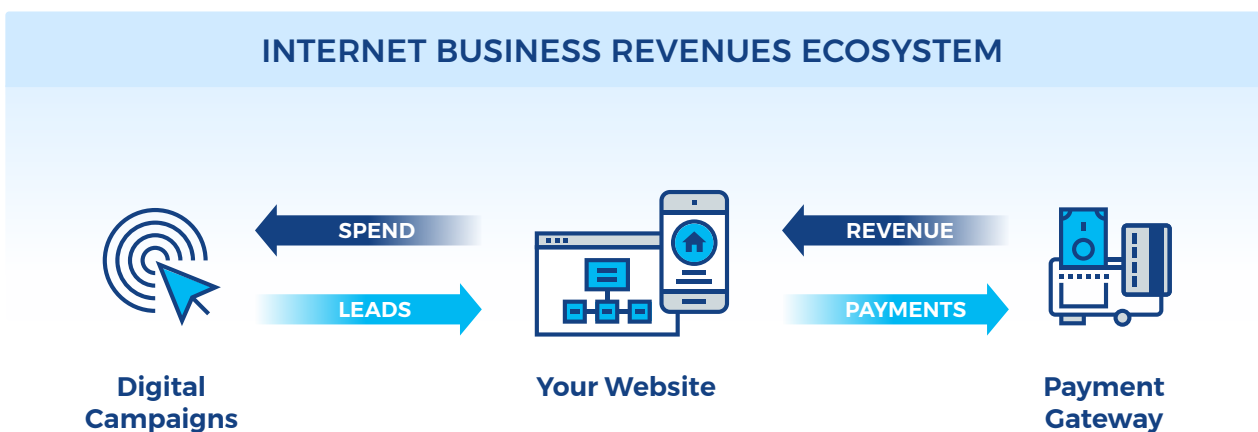 INTERNET BUSINESS REVENUES ECOSYSTEM
SPEND
REVENUE
LEADS
PAYMENTS
Digital
Campaigns
Your Website
Payment
Gateway